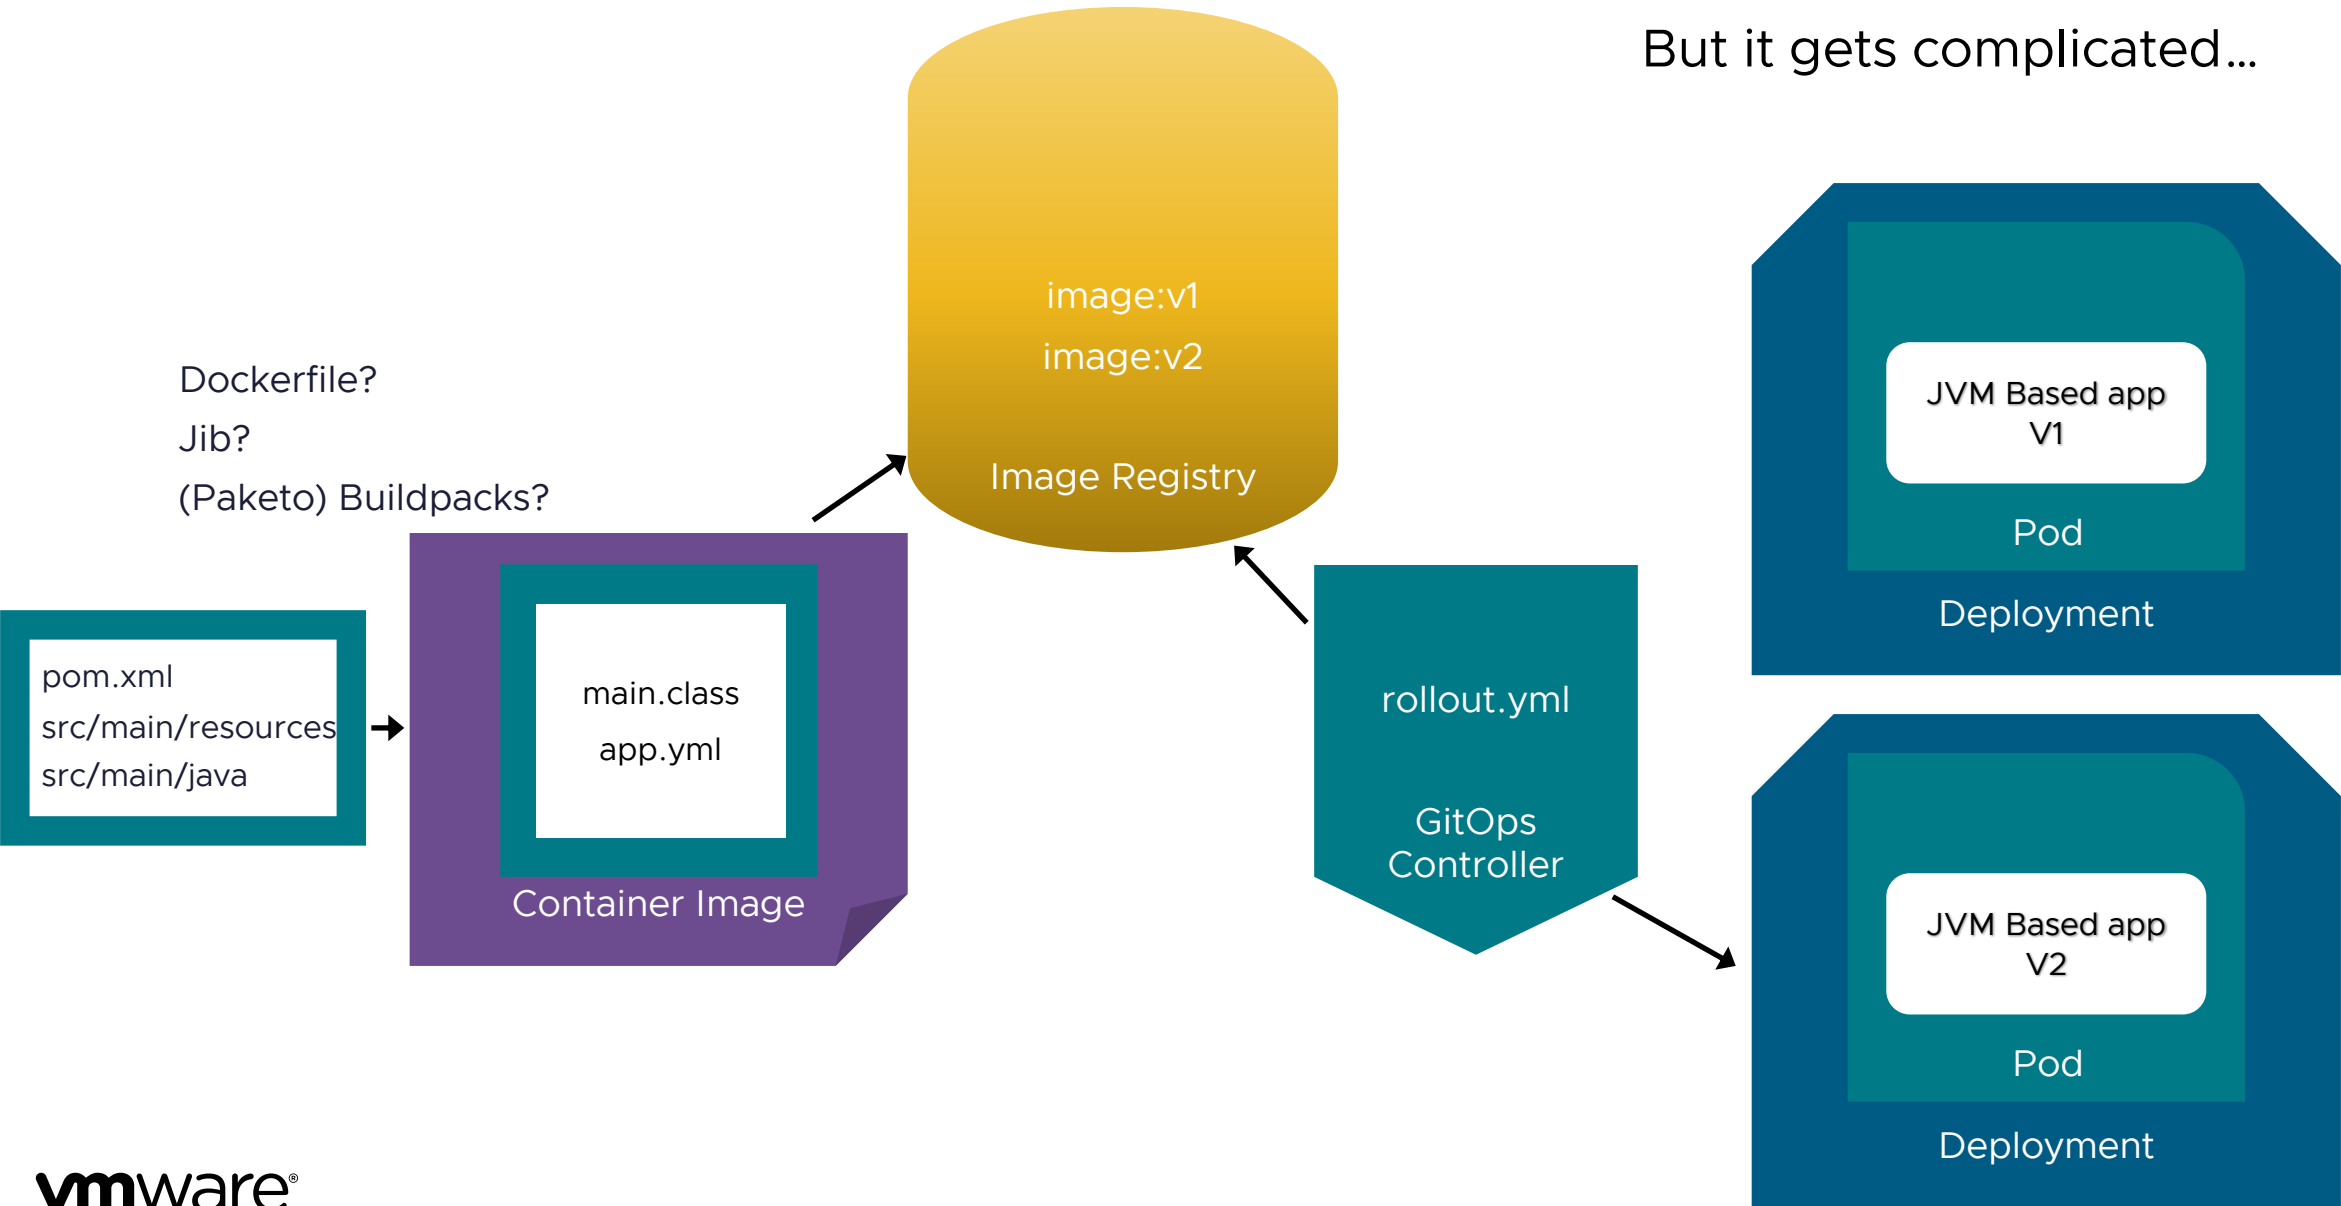 But it gets complicated...
image:v1
image:v2
Image Registry
Dockerfile?
Jib?
(Paketo) Buildpacks?
pom.xml
src/main/resources
src/main/java
main.class
app.yml
Container Image
rollout.yml
GitOps
Controller
JVM Based app
V1
Pod
Deployment
JVM Based app
V2
Pod
Deployment
vmware®